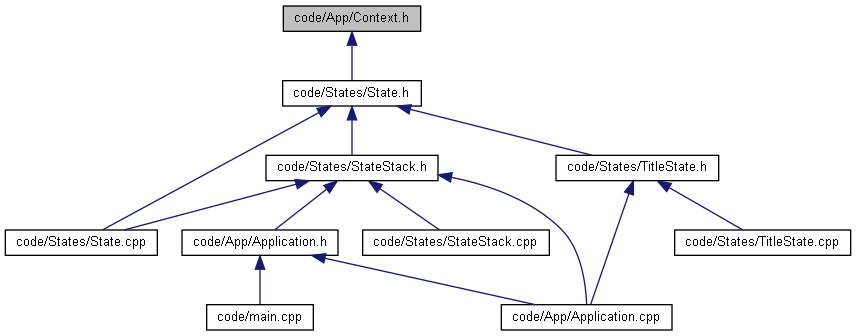 code/App/Context.h
code/States/State.h
code/States/StateStack.h
code/States/TitleState.h
code/States/State.cpp
code/App/Application.h
code/States/StateStack.cpp
code/States/TitleState.cpp
code/main.cpp
code/App/Application.cpp